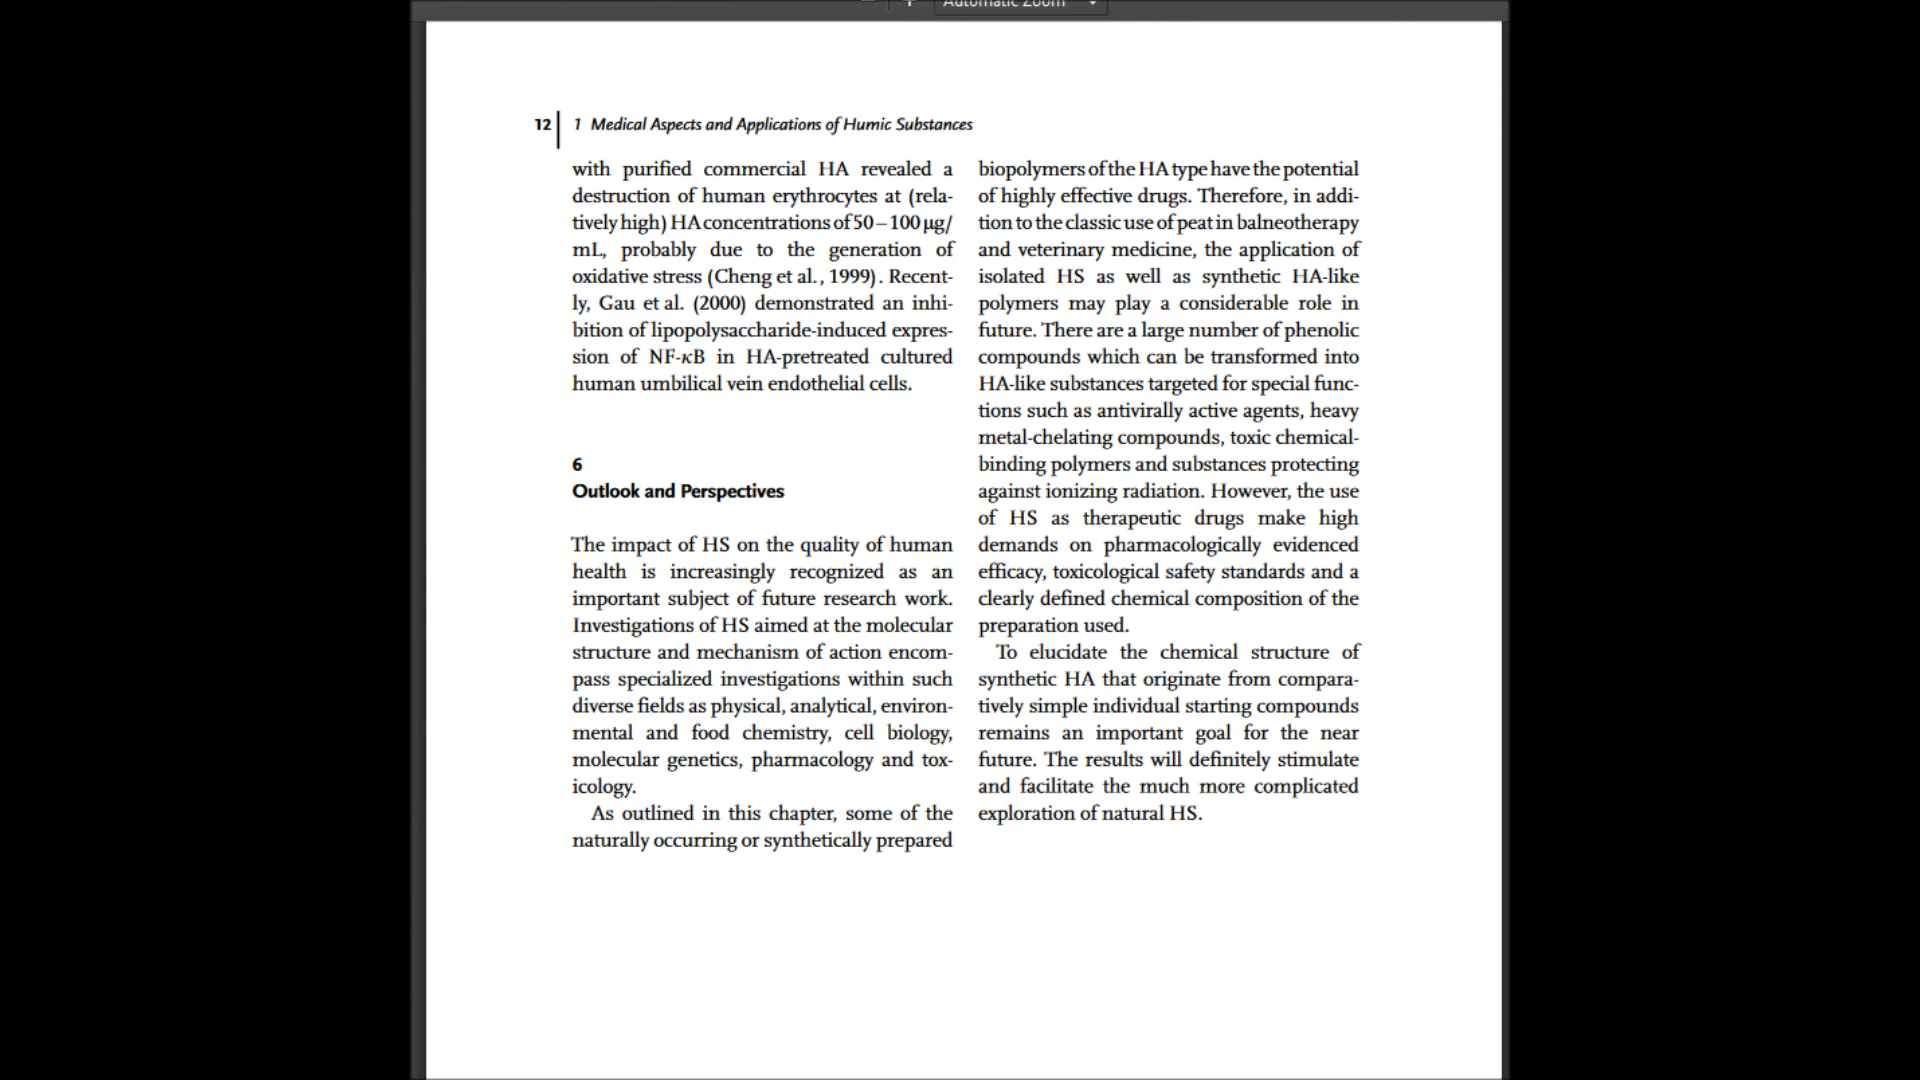 Automatic Zoom
12 1 Medical Aspects and Applications of Humic Substances
with purified commercial HA revealed a
destruction of human erythrocytes at (rela-
tively high) HA concentrations of 50–100 µg/
mL, probably due to the generation of
oxidative stress (Cheng et al., 1999). Recent-
ly, Gau et al. (2000) demonstrated an inhi-
bition of lipopolysaccharide-induced expres-
sion of NF-κB in HA-pretreated cultured
human umbilical vein endothelial cells.
6
Outlook and Perspectives
The impact of HS on the quality of human
health is increasingly recognized as an
important subject of future research work.
Investigations of HS aimed at the molecular
structure and mechanism of action encom-
pass specialized investigations within such
diverse fields as physical, analytical, environ-
mental and food chemistry, cell biology,
molecular genetics, pharmacology and tox-
icology.
As outlined in this chapter, some of the
naturally occurring or synthetically prepared
biopolymers of the HA type have the potential
of highly effective drugs. Therefore, in addi-
tion to the classic use of peat in balneotherapy
and veterinary medicine, the application of
isolated HS as well as synthetic HA-like
polymers may play a considerable role in
future. There are a large number of phenolic
compounds which can be transformed into
HA-like substances targeted for special func-
tions such as antivirally active agents, heavy
metal-chelating compounds, toxic chemical-
binding polymers and substances protecting
against ionizing radiation. However, the use
of HS as therapeutic drugs make high
demands on pharmacologically evidenced
efficacy, toxicological safety standards and a
clearly defined chemical composition of the
preparation used.
To elucidate the chemical structure of
synthetic HA that originate from compara-
tively simple individual starting compounds
remains an important goal for the near
future. The results will definitely stimulate
and facilitate the much more complicated
exploration of natural HS.